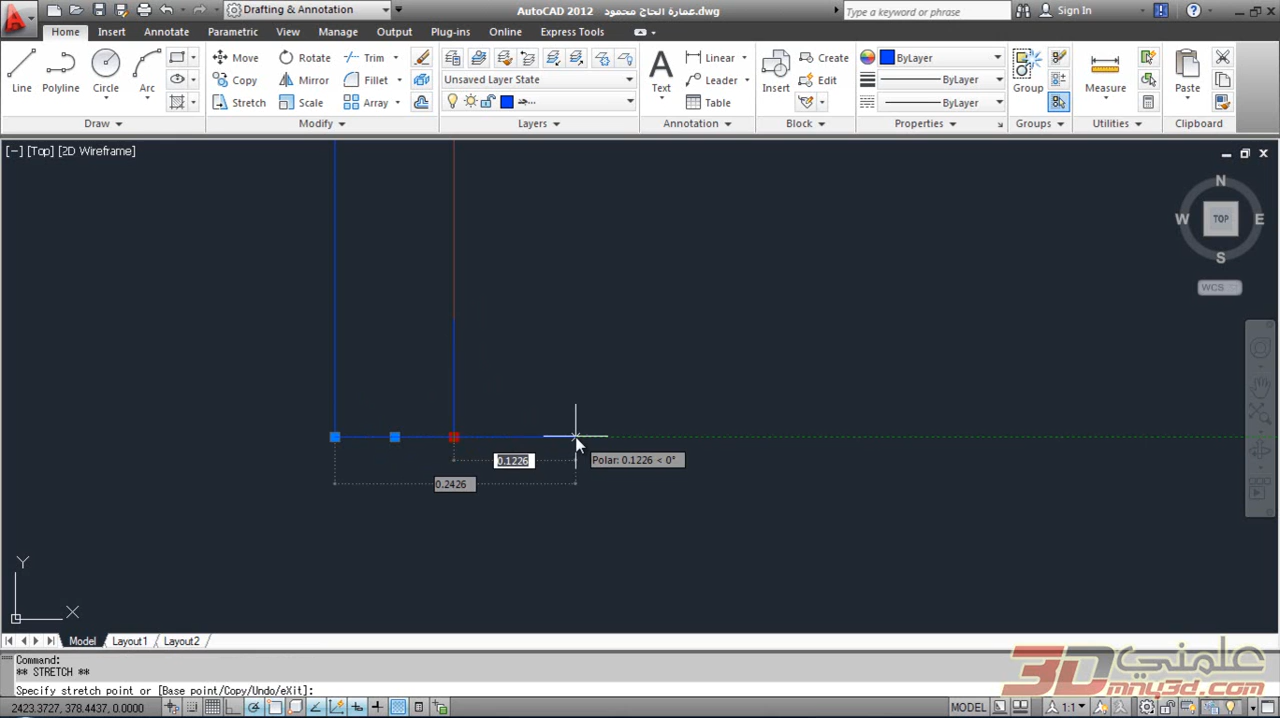 Drafting & Annotation
AutoCAD 2012 عمارة الحاج محمود.dwg
Type a keyword or phrase
Sign In
Home Insert Annotate Parametric View Manage Output Plug-ins Online Express Tools
Line Polyline Circle Arc
Move Rotate Trim
Copy Mirror Fillet
Stretch Scale Array
Unsaved Layer State
Text
Linear
Leader
Table
Insert
Create
Edit
ByLayer
ByLayer
ByLayer
Group
Measure
Paste
Draw Modify Layers Annotation Block Properties Groups Utilities Clipboard
[−] [Top] [2D Wireframe]
N
W TOP E
S
WCS
0.1226
Polar: 0.1226 < 0°
0.2426
Y
X
Model Layout1 Layout2
Command:
** STRETCH **
Specify stretch point or [Base point/Copy/Undo/eXit]:
2423.3727, 378.4437, 0.0000
MODEL
1:1
3D علمني
mny3d.com